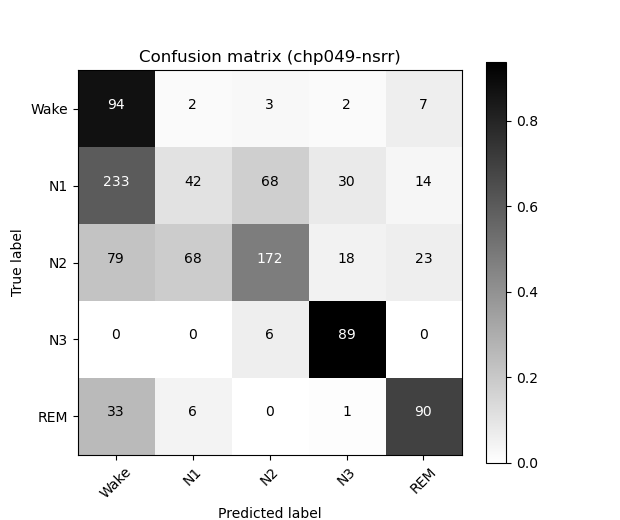 Confusion matrix (chp049-nsrr)
Wake 94 2 3 2 7
N1 233 42 68 30 14
N2 79 68 172 18 23
N3 0 0 6 89 0
REM 33 6 0 1 90
Wake N1 N2 N3 REM
Predicted label
True label
0.8
0.6
0.4
0.2
0.0